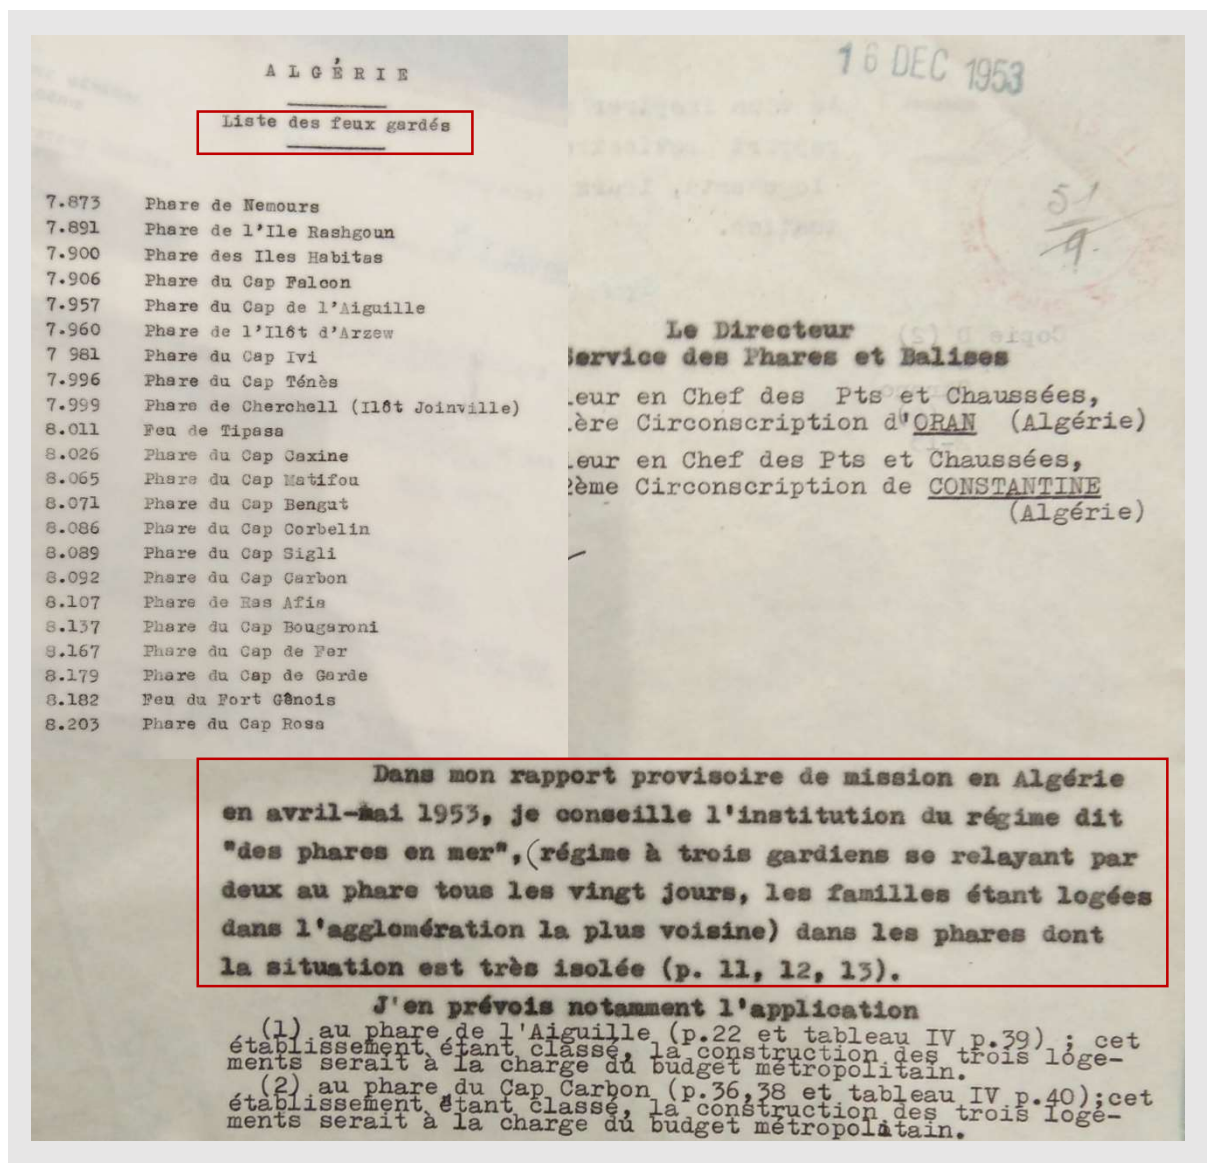 ALGÉRIE
Liste des feux gardés
7.873 Phare de Nemours
7.891 Phare de l'Ile Rashgoun
7.900 Phare des Iles Habitas
7.906 Phare du Cap Falcon
7.957 Phare du Cap de l'Aiguille
7.960 Phare de l'Ilôt d'Arzew
7 981 Phare du Cap Ivi
7.996 Phare du Cap Ténès
7.999 Phare de Cherchell (Ilôt Joinville)
8.011 Feu de Tipasa
8.026 Phare du Cap Caxine
8.065 Phare du Cap Matifou
8.071 Phare du Cap Bengut
8.086 Phare du Cap Corbelin
8.089 Phare du Cap Sigli
8.092 Phare du Cap Carbon
8.107 Phare de Ras Afia
8.137 Phare du Cap Bougaroni
8.167 Phare du Cap de Fer
8.179 Phare du Cap de Garde
8.182 Feu du Fort Gênois
8.203 Phare du Cap Rosa
16 DEC 1953
51
9.
Le Directeur
Service des Phares et Balises
eur en Chef des Pts et Chaussées,
ère Circonscription d'ORAN (Algérie)
eur en Chef des Pts et Chaussées,
2ème Circonscription de CONSTANTINE
(Algérie)
Dans mon rapport provisoire de mission en Algérie
en avril-mai 1953, je conseille l'institution du régime dit
"des phares en mer", (régime à trois gardiens se relayant par
deux au phare tous les vingt jours, les familles étant logées
dans l'agglomération la plus voisine) dans les phares dont
la situation est très isolée (p. 11, 12, 13).
J'en prévois notamment l'application
(1) au phare de l'Aiguille (p.22 et tableau IV p.39) ; cet
établissement étant classé, la construction des trois loge-
ments serait à la charge du budget métropolitain.
(2) au phare du Cap Carbon (p.36,38 et tableau IV p.40);cet
établissement étant classé, la construction des trois loge-
ments serait à la charge du budget métropolitain.